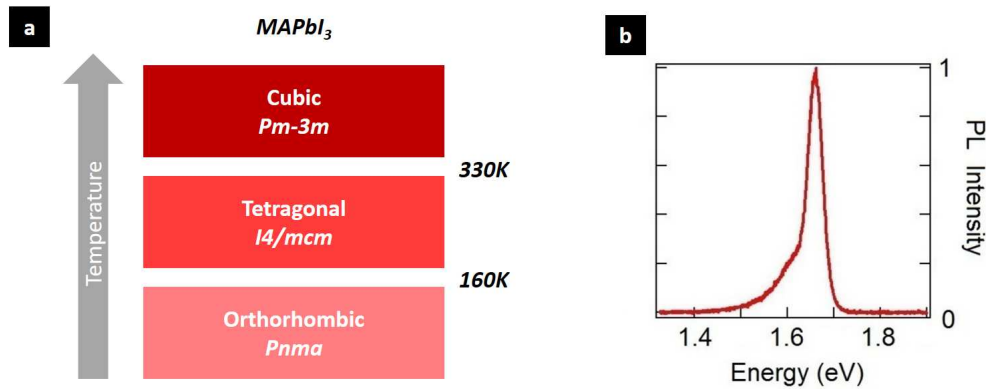 a
MAPbI₃
Temperature
Cubic
Pm-3m
330K
Tetragonal
I4/mcm
160K
Orthorhombic
Pnma
b
1
PL Intensity
0
1.4 1.6 1.8
Energy (eV)